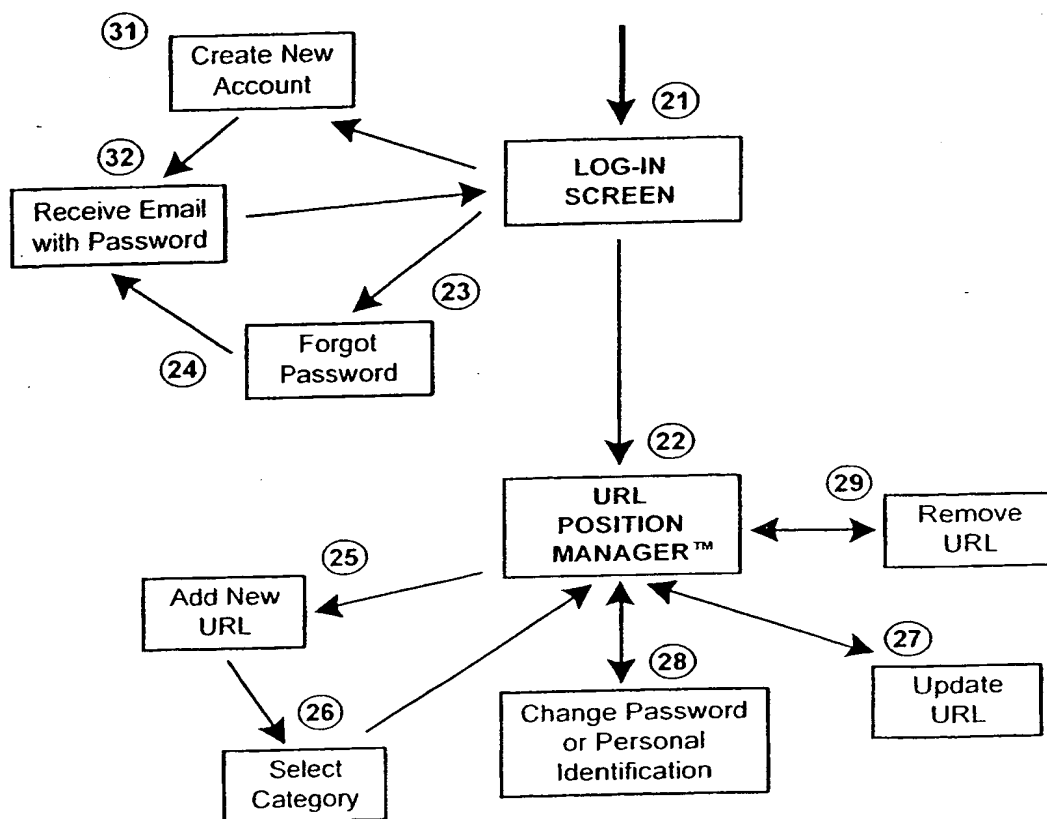 31
Create New
Account
21
LOG-IN
SCREEN
32
Receive Email
with Password
23
Forgot
Password
24
22
URL
POSITION
MANAGER™
29
Remove
URL
25
Add New
URL
27
Update
URL
28
Change Password
or Personal
Identification
26
Select
Category